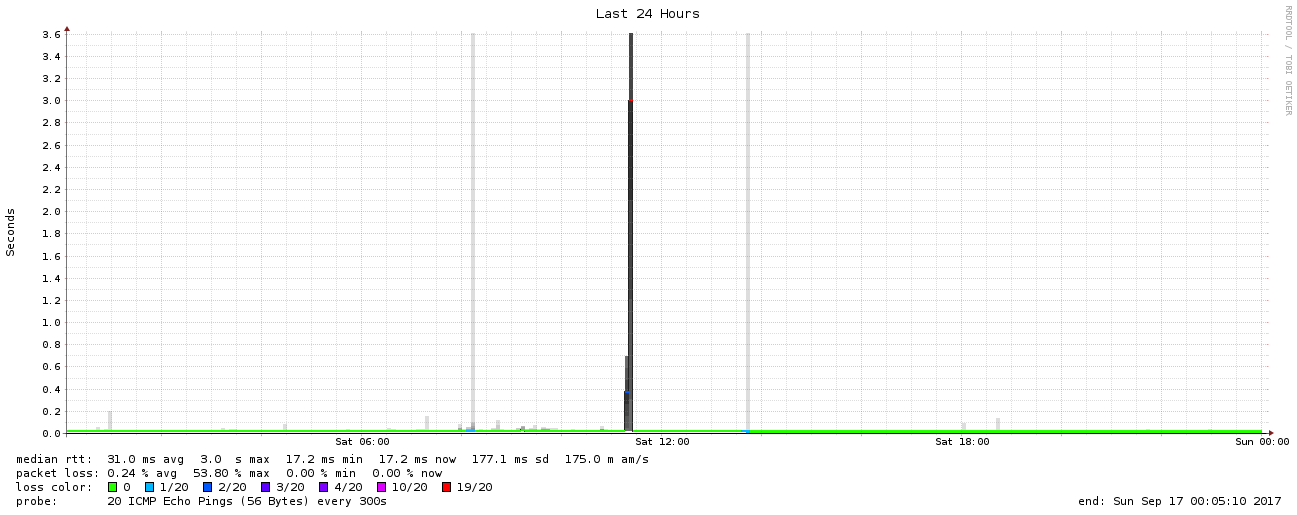 Last 24 Hours
RRDTOOL / TOBI OETIKER
Seconds
3.6
3.4
3.2
3.0
2.8
2.6
2.4
2.2
2.0
1.8
1.6
1.4
1.2
1.0
0.8
0.6
0.4
0.2
0.0
Sat 06:00 Sat 12:00 Sat 18:00 Sun 00:00
median rtt: 31.0 ms avg 3.0 s max 17.2 ms min 17.2 ms now 177.1 ms sd 175.0 m am/s
packet loss: 0.24 % avg 53.80 % max 0.00 % min 0.00 % now
loss color: 0 1/20 2/20 3/20 4/20 10/20 19/20
probe: 20 ICMP Echo Pings (56 Bytes) every 300s end: Sun Sep 17 00:05:10 2017